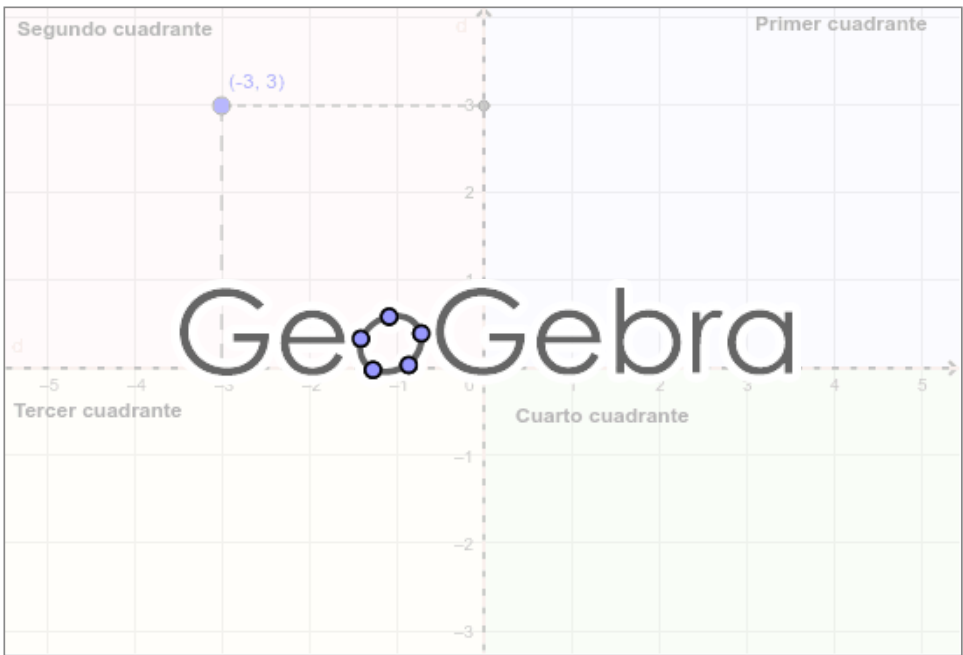 Segundo cuadrante
d
Primer cuadrante
(-3, 3)
3
2
1
GeoGebra
d
–5 –4 –3 –2 –1 0 1 2 3 4 5
Tercer cuadrante
Cuarto cuadrante
–1
–2
–3